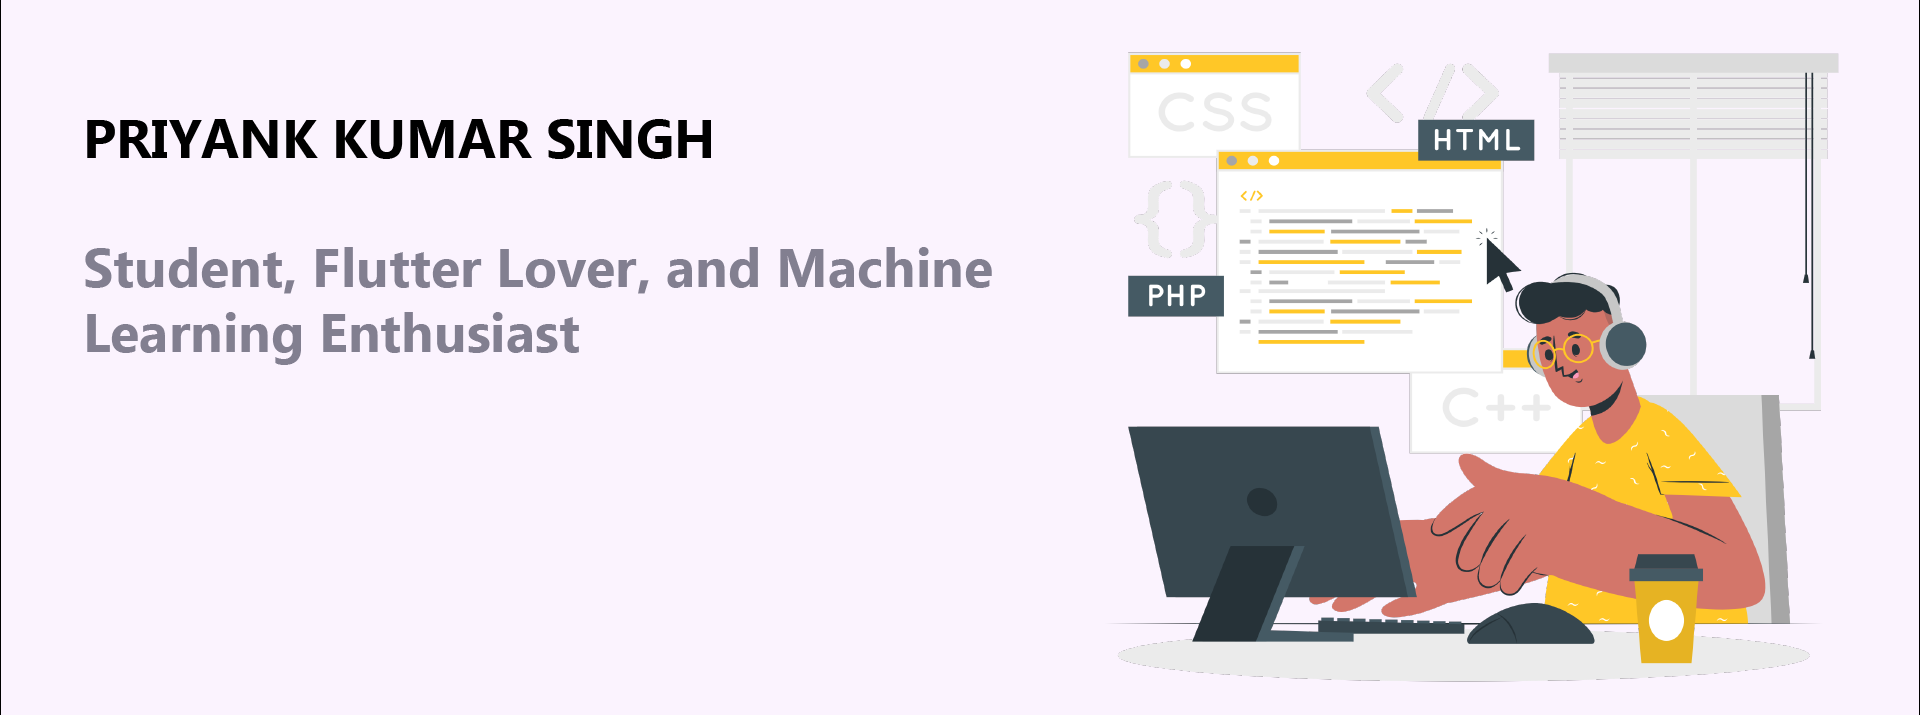 PRIYANK KUMAR SINGH
Student, Flutter Lover, and Machine
Learning Enthusiast
CSS
</>
HTML
</>
{}
PHP
C++